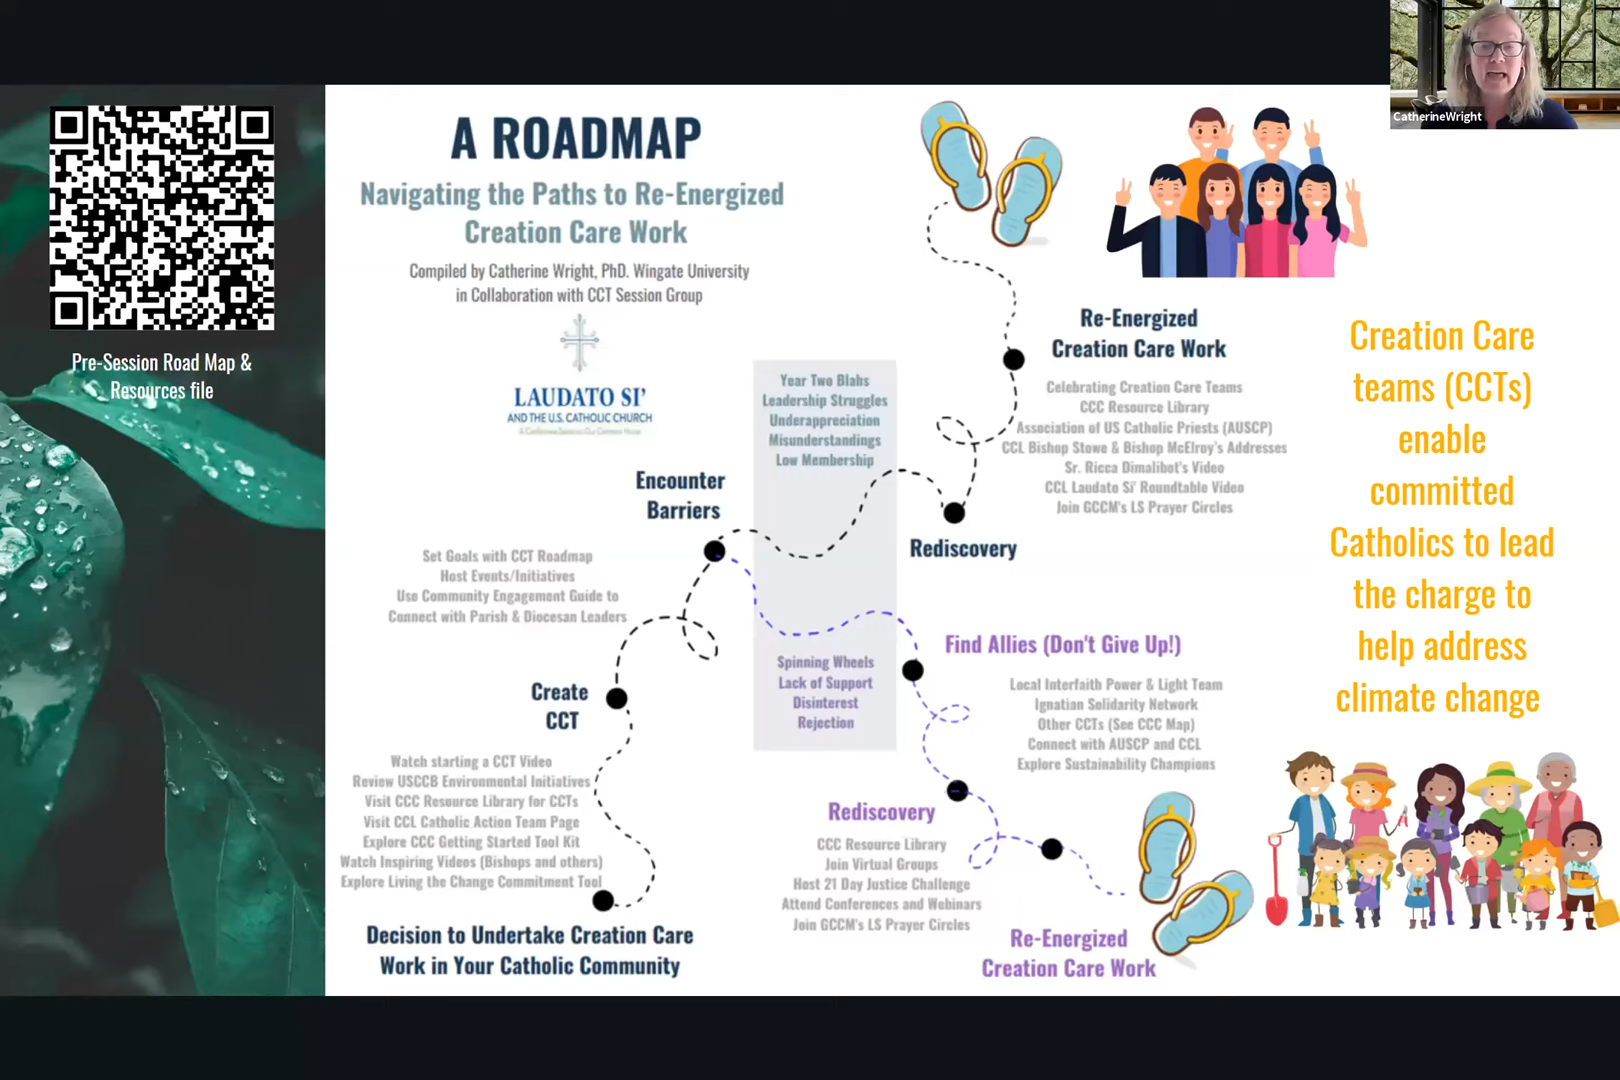 CatherineWright
Pre-Session Road Map &
Resources file
A ROADMAP
Navigating the Paths to Re-Energized
Creation Care Work
Compiled by Catherine Wright, PhD. Wingate University
in Collaboration with CCT Session Group
LAUDATO SI'
AND THE U.S. CATHOLIC CHURCH
A Conference Series on Our Common Home
Re-Energized
Creation Care Work
Celebrating Creation Care Teams
CCC Resource Library
Association of US Catholic Priests (AUSCP)
CCL Bishop Stowe & Bishop McElroy's Addresses
Sr. Ricca Dimalibot's Video
CCL Laudato Si' Roundtable Video
Join GCCM's LS Prayer Circles
Year Two Blahs
Leadership Struggles
Underappreciation
Misunderstandings
Low Membership
Encounter
Barriers
Rediscovery
Set Goals with CCT Roadmap
Host Events/Initiatives
Use Community Engagement Guide to
Connect with Parish & Diocesan Leaders
Find Allies (Don't Give Up!)
Local Interfaith Power & Light Team
Ignatian Solidarity Network
Other CCTs (See CCC Map)
Connect with AUSCP and CCL
Explore Sustainability Champions
Spinning Wheels
Lack of Support
Disinterest
Rejection
Create
CCT
Watch starting a CCT Video
Review USCCB Environmental Initiatives
Visit CCC Resource Library for CCTs
Visit CCL Catholic Action Team Page
Explore CCC Getting Started Tool Kit
Watch Inspiring Videos (Bishops and others)
Explore Living the Change Commitment Tool
Rediscovery
CCC Resource Library
Join Virtual Groups
Host 21 Day Justice Challenge
Attend Conferences and Webinars
Join GCCM's LS Prayer Circles
Decision to Undertake Creation Care
Work in Your Catholic Community
Re-Energized
Creation Care Work
Creation Care
teams (CCTs)
enable
committed
Catholics to lead
the charge to
help address
climate change